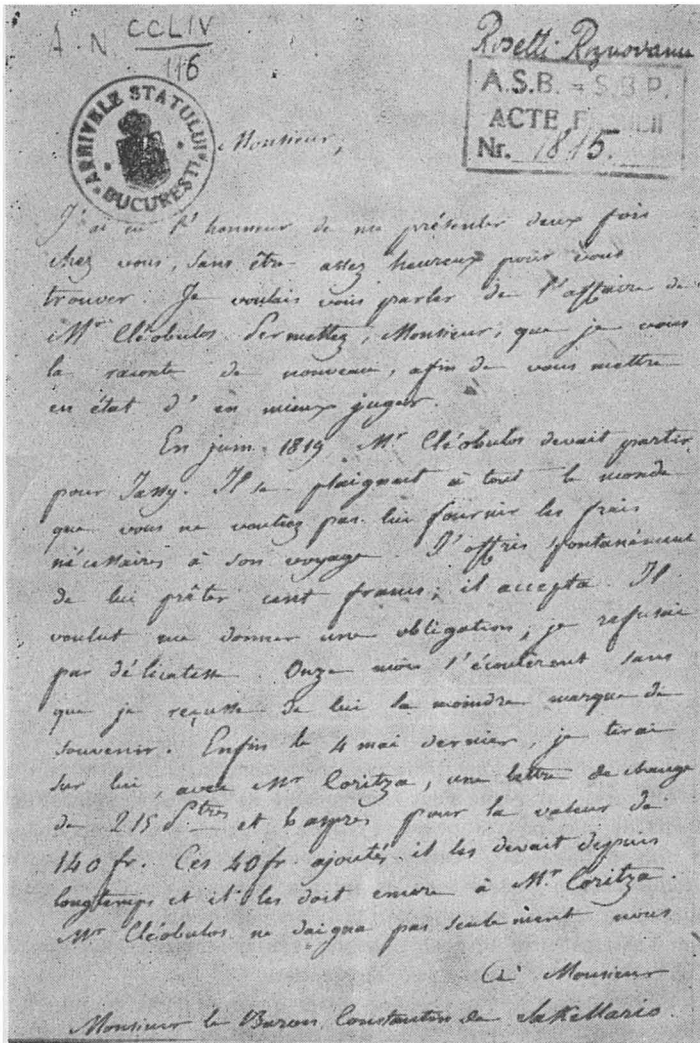 A. N. CCLIV
116
Rosetti Roznovanu
A.S.B. = S.B.P.
ACTE F
Nr. 1815.
ARHIVELE STATULUI
BUCUREȘTI
Monsieur,
J'ai eu l'honneur de me présenter deux fois
chez vous, sans être assez heureux pour vous
trouver. Je voulais vous parler de l'affaire de
Mr Cléobulos. Permettez, Monsieur, que je vous
la raconte de nouveau, afin de vous mettre
en état d'en mieux juger.
En juin 1819 Mr Cléobulos devait partir
pour Jassy. Il se plaignait à tout le monde
que vous ne vouliez pas lui fournir les frais
nécessaires à son voyage. J'offris spontanément
de lui prêter cent francs; il accepta. Il
voulut me donner une obligation; je refusai
par délicatesse. Onze mois s'écoulèrent sans
que je reçusse de lui la moindre marque de
souvenir. Enfin le 4 mai dernier, je tirai
sur lui, avec Mr Coritza, une lettre de change
de 215 Ptres et 6 aspres pour la valeur de
140 fr. Ces 40 fr. ajoutés il les devait depuis
longtemps et il les doit encore à Mr. Coritza.
Mr Cléobulos ne daigna pas seulement nous
A Monsieur
Monsieur le Baron Constantin de Sakellario